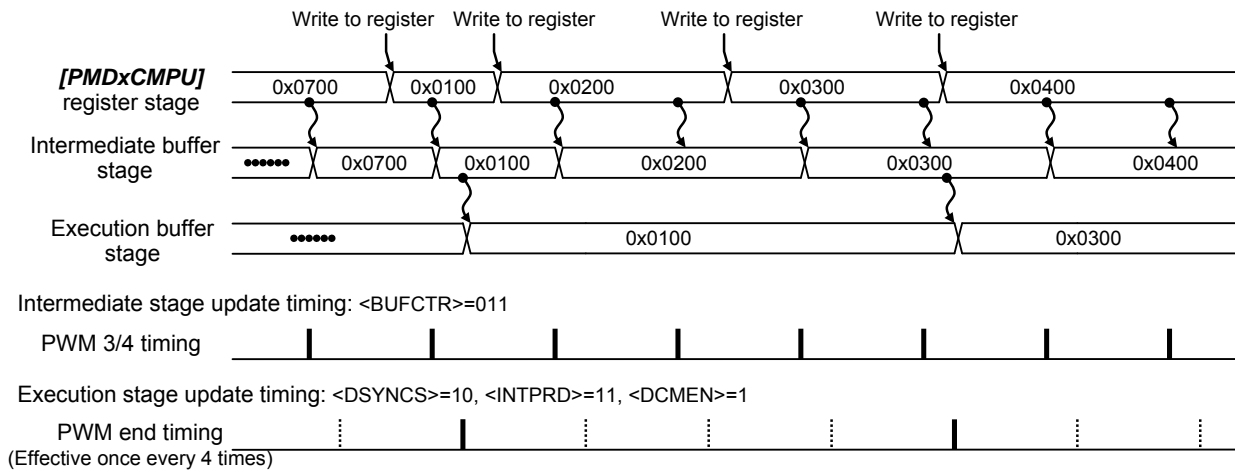 Write to register Write to register Write to register Write to register
[PMDxCMPU]
register stage
0x0700 0x0100 0x0200 0x0300 0x0400
Intermediate buffer
stage
•••••• 0x0700 0x0100 0x0200 0x0300 0x0400
Execution buffer
stage
•••••• 0x0100 0x0300
Intermediate stage update timing: <BUFCTR>=011
PWM 3/4 timing
Execution stage update timing: <DSYNCS>=10, <INTPRD>=11, <DCMEN>=1
PWM end timing
(Effective once every 4 times)